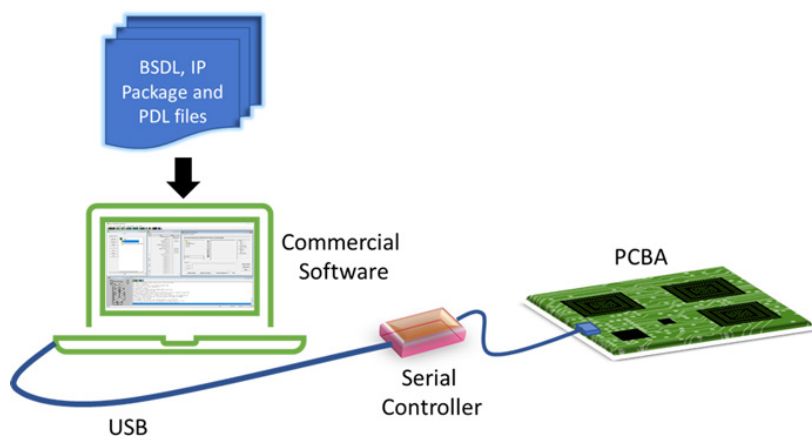 BSDL, IP
Package and
PDL files
Commercial
Software
PCBA
Serial
Controller
USB